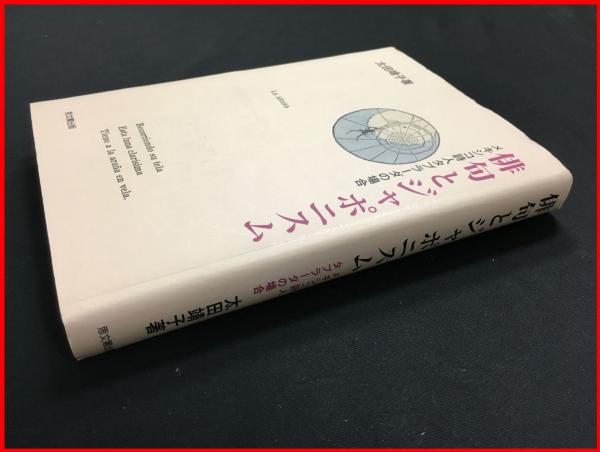 俳句とジャポニスム
メキシコ詩人タブラーダの場合
太田靖子著
LA ARAÑA
Recorriendo su tela
Esta luna clarísima
Tiene a la araña en vela.
思文閣出版
俳句とジャポニスム
メキシコ詩人
タブラーダの場合
太田靖子著
思文閣出版